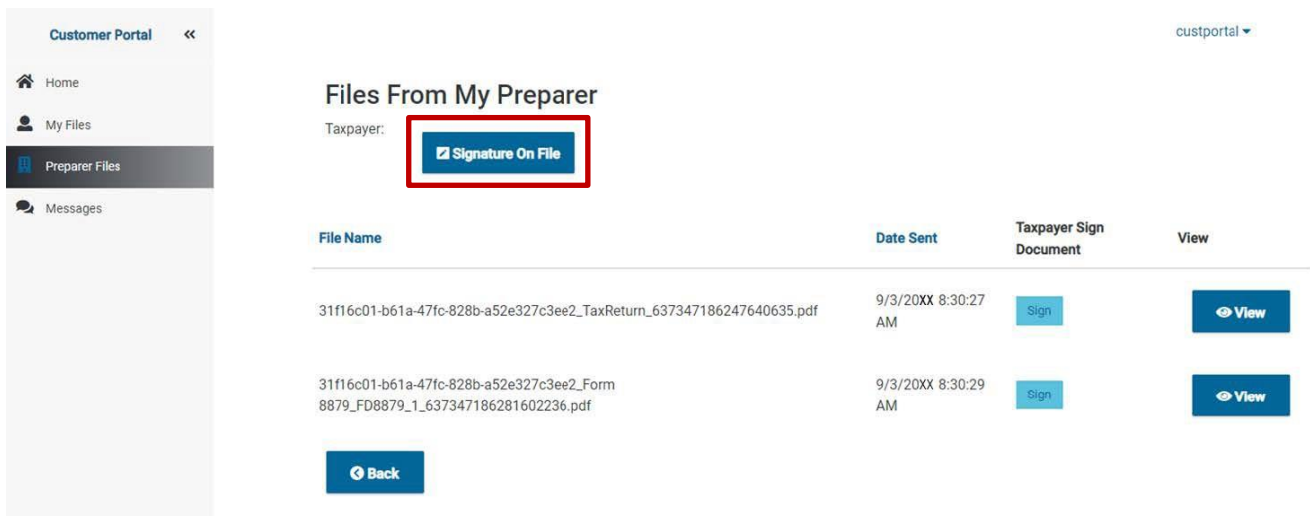 Customer Portal
custportal
Home
My Files
Preparer Files
Messages
Files From My Preparer
Taxpayer:
Signature On File
File Name
Date Sent
Taxpayer Sign
Document
View
31f16c01-b61a-47fc-828b-a52e327c3ee2_TaxReturn_637347186247640635.pdf
9/3/20XX 8:30:27
AM
Sign
View
31f16c01-b61a-47fc-828b-a52e327c3ee2_Form
8879_FD8879_1_637347186281602236.pdf
9/3/20XX 8:30:29
AM
Sign
View
Back